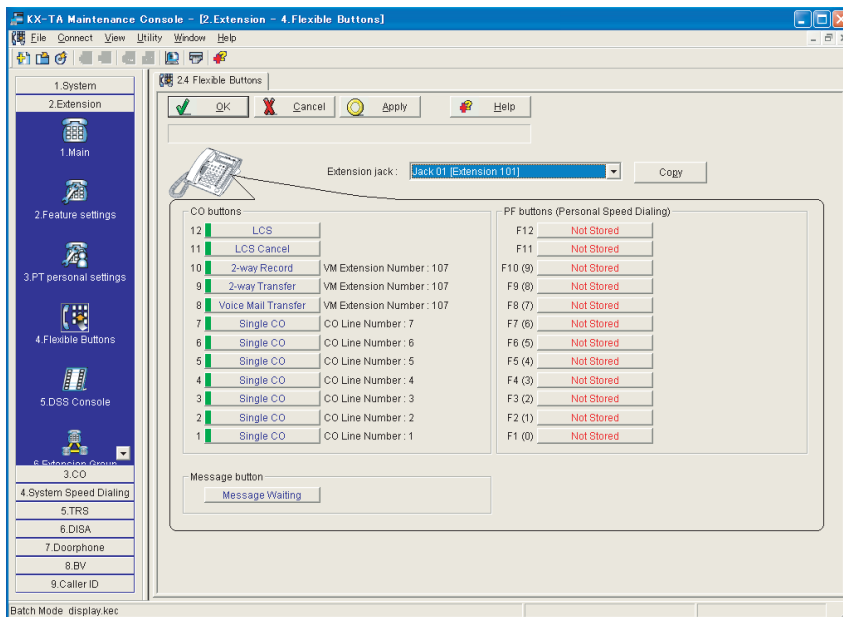 KX-TA Maintenance Console - [2.Extension - 4.Flexible Buttons]
File Connect View Utility Window Help
2.4 Flexible Buttons
OK Cancel Apply Help
1.System
2.Extension
1.Main
2.Feature settings
3.PT personal settings
4.Flexible Buttons
5.DSS Console
6.Extension Group
3.CO
4.System Speed Dialing
5.TRS
6.DISA
7.Doorphone
8.BV
9.Caller ID
Extension jack : Jack 01 [Extension 101] Copy
CO buttons
12 LCS
11 LCS Cancel
10 2-way Record VM Extension Number : 107
9 2-way Transfer VM Extension Number : 107
8 Voice Mail Transfer VM Extension Number : 107
7 Single CO CO Line Number : 7
6 Single CO CO Line Number : 6
5 Single CO CO Line Number : 5
4 Single CO CO Line Number : 4
3 Single CO CO Line Number : 3
2 Single CO CO Line Number : 2
1 Single CO CO Line Number : 1
PF buttons (Personal Speed Dialing)
F12 Not Stored
F11 Not Stored
F10 (9) Not Stored
F9 (8) Not Stored
F8 (7) Not Stored
F7 (6) Not Stored
F6 (5) Not Stored
F5 (4) Not Stored
F4 (3) Not Stored
F3 (2) Not Stored
F2 (1) Not Stored
F1 (0) Not Stored
Message button
Message Waiting
Batch Mode display.kec